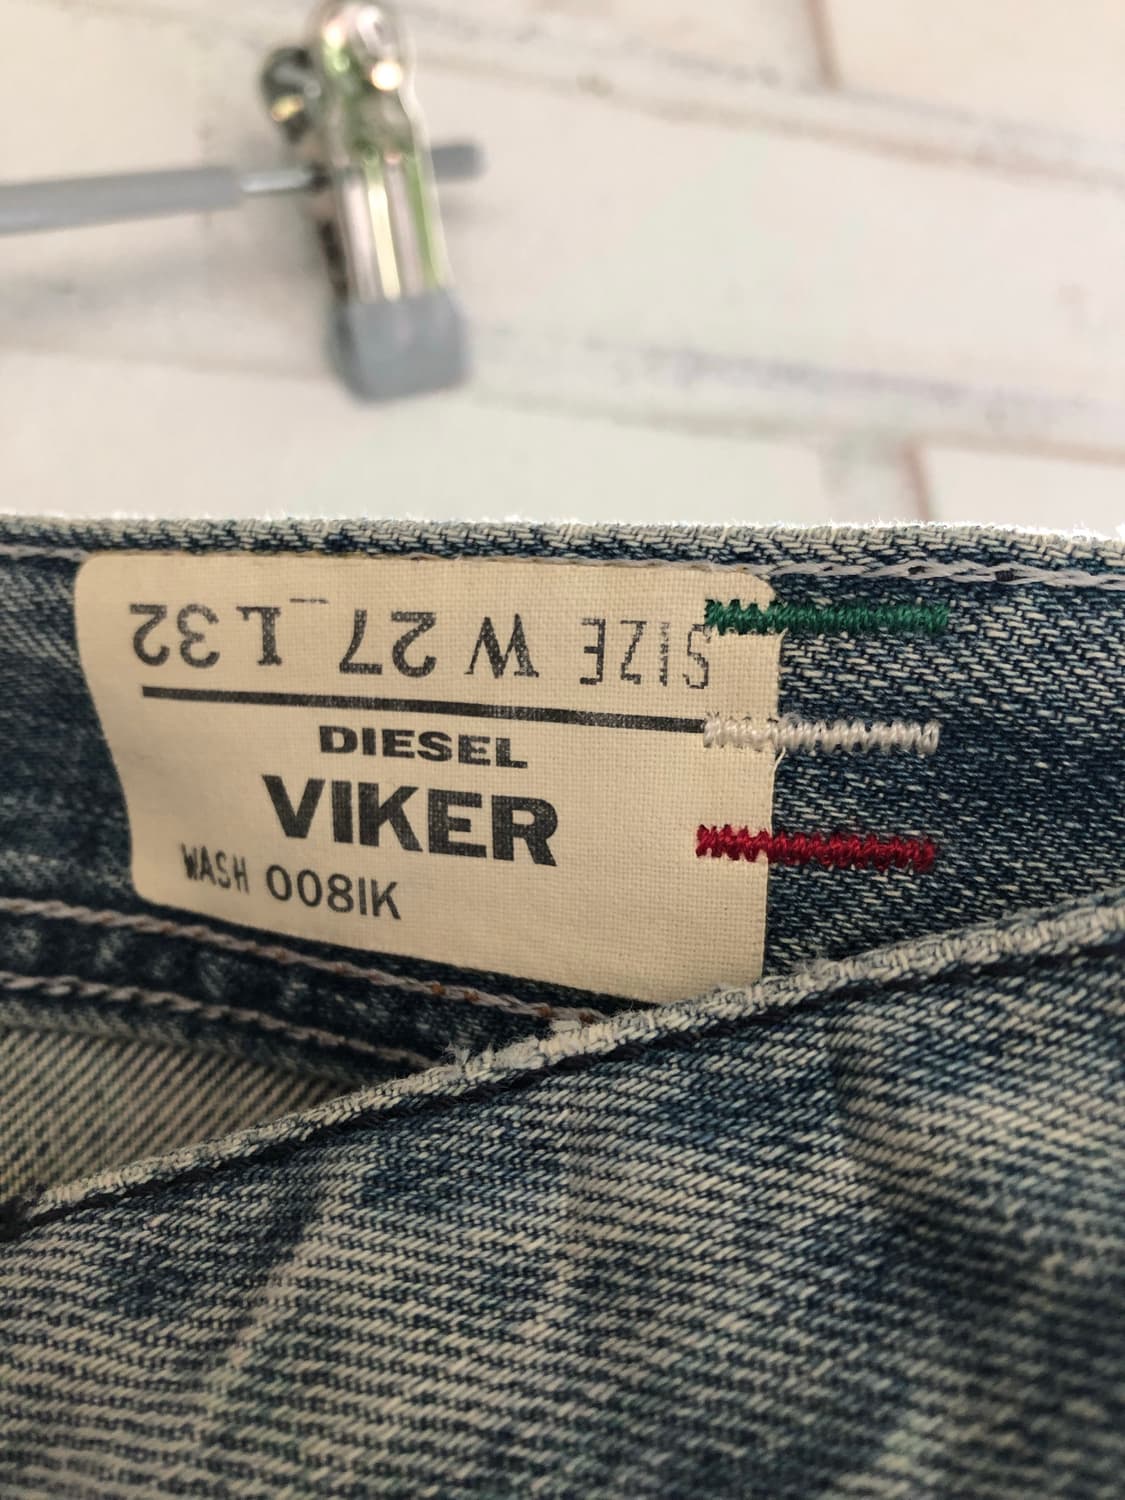 SIZE W 27 L 32
DIESEL
VIKER
WASH 008IK